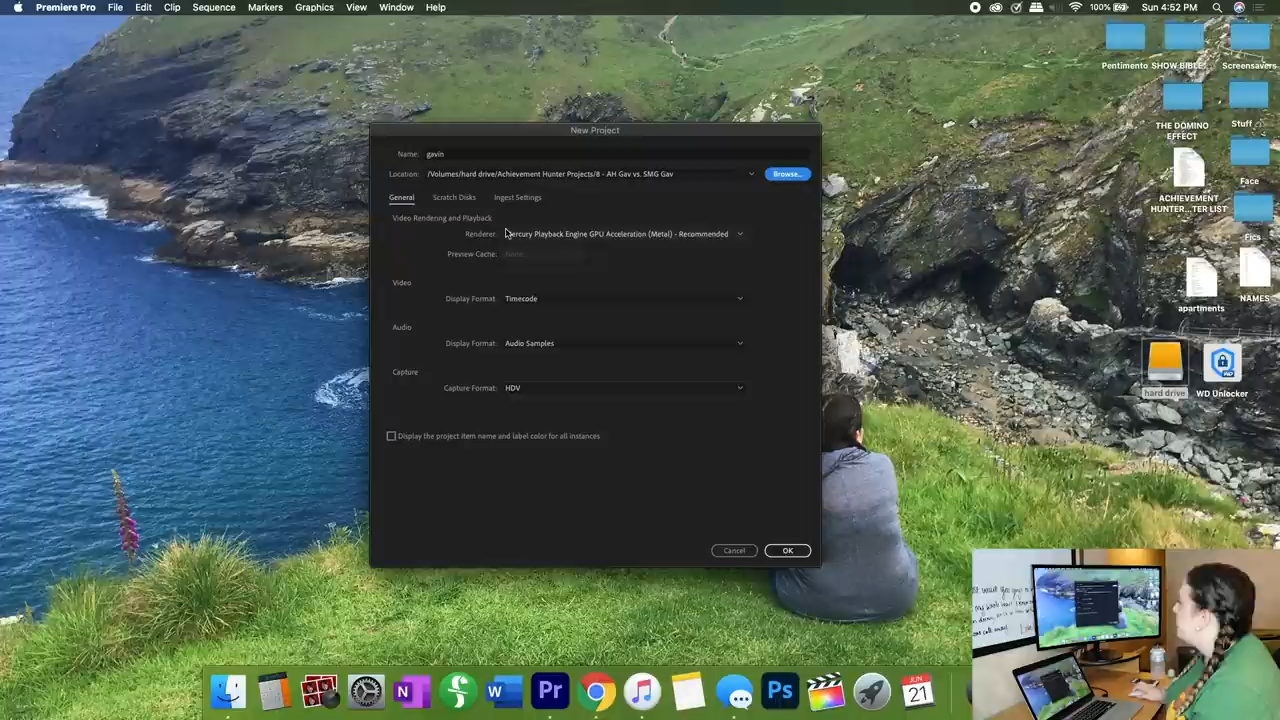 Premiere Pro File Edit Clip Sequence Markers Graphics View Window Help 100% Sun 4:52 PM
Pentimento SHOW BIBLE... Screensavers
THE DOMINO EFFECT Stuff
ACHIEVEMENT HUNTER...TER LIST Face
Fics
apartments NAMES
hard drive WD Unlocker
New Project
Name: gavin
Location: /Volumes/hard drive/Achievement Hunter Projects/8 - AH Gav vs. SMG Gav Browse...
General Scratch Disks Ingest Settings
Video Rendering and Playback
Renderer: Mercury Playback Engine GPU Acceleration (Metal) - Recommended
Preview Cache: None
Video
Display Format: Timecode
Audio
Display Format: Audio Samples
Capture
Capture Format: HDV
Display the project item name and label color for all instances
Cancel OK
N W Pr Ps JUN 21